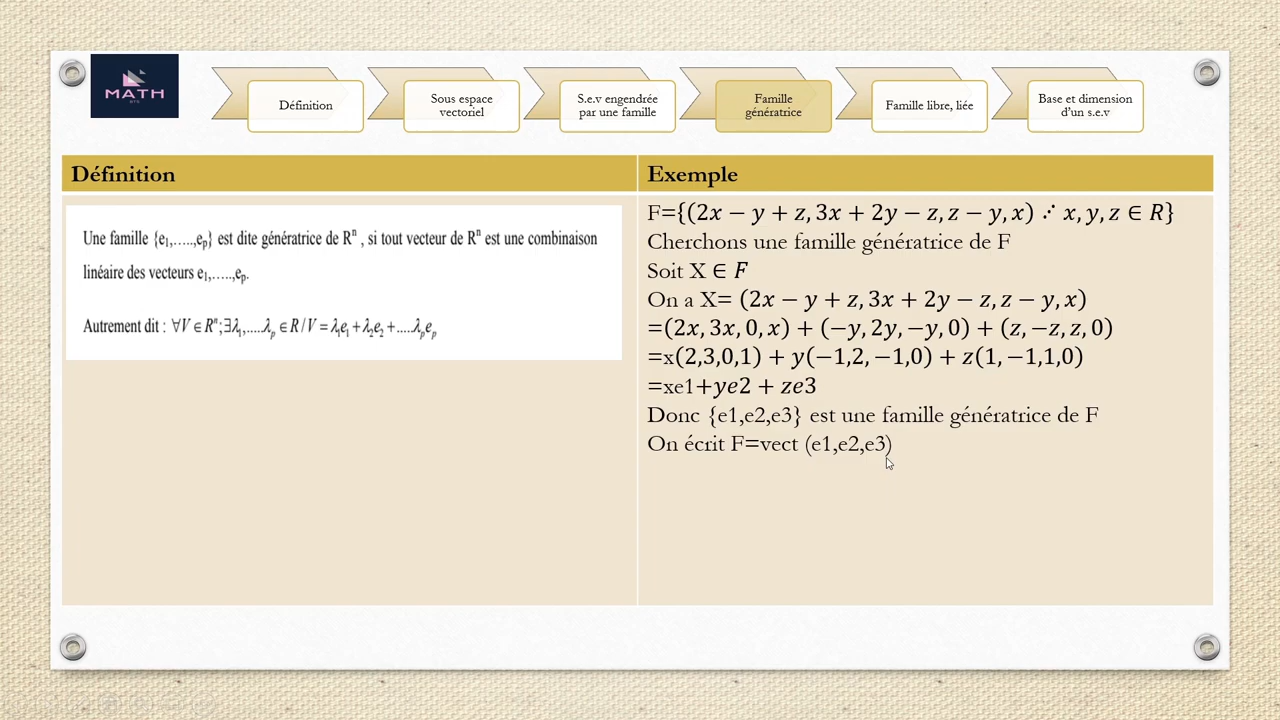 MATH
BTS
Définition
Sous espace
vectoriel
S.e.v engendrée
par une famille
Famille
génératrice
Famille libre, liée
Base et dimension
d'un s.e.v
Définition
Une famille {e₁,…..,eₚ} est dite génératrice de Rⁿ , si tout vecteur de Rⁿ est une combinaison
linéaire des vecteurs e₁,…..,eₚ.
Autrement dit : ∀V ∈ Rⁿ;∃λ₁,....λₚ ∈ R / V = λ₁e₁ + λ₂e₂ + ....λₚeₚ
Exemple
F={(2x − y + z, 3x + 2y − z, z − y, x) ⋰ x, y, z ∈ R}
Cherchons une famille génératrice de F
Soit X ∈ F
On a X= (2x − y + z, 3x + 2y − z, z − y, x)
=(2x, 3x, 0, x) + (−y, 2y, −y, 0) + (z, −z, z, 0)
=x(2,3,0,1) + y(−1,2, −1,0) + z(1, −1,1,0)
=xe1+ye2 + ze3
Donc {e1,e2,e3} est une famille génératrice de F
On écrit F=vect (e1,e2,e3)